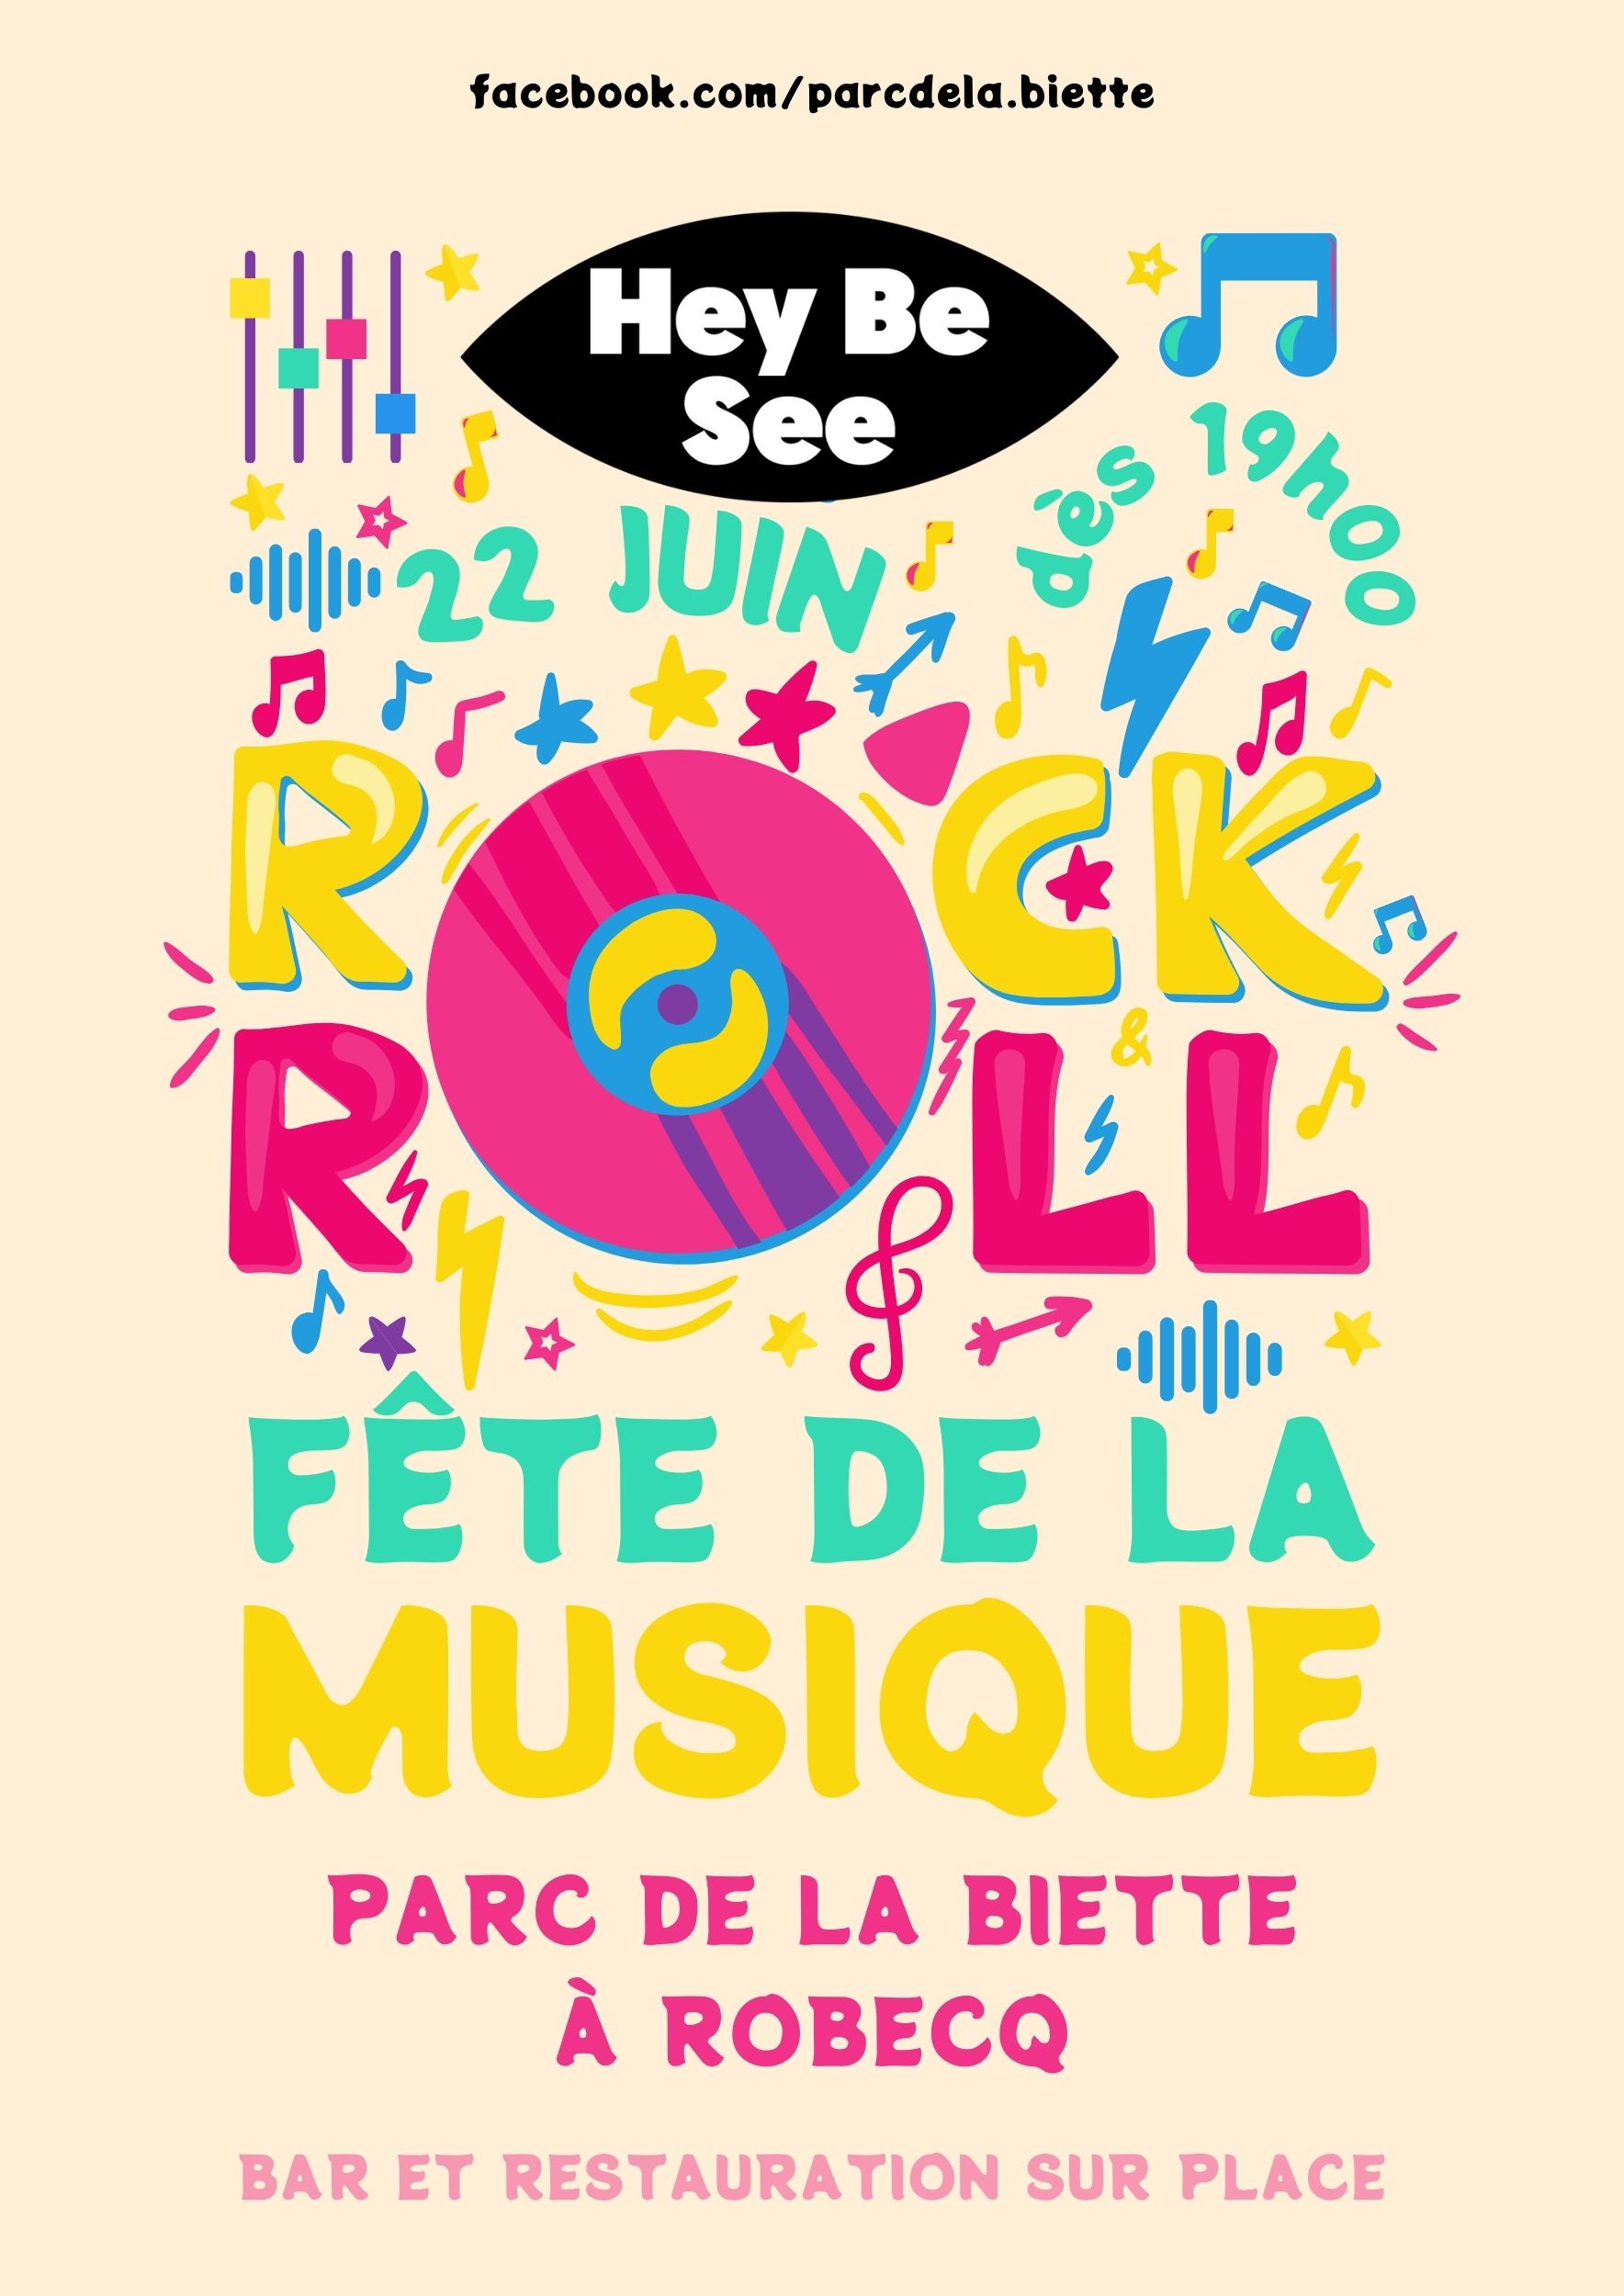 facebook.com/parcdela.biette
Hey Be
See
22 JUIN
dès 19h00
ROCK
&
ROLL
FÊTE DE LA
MUSIQUE
PARC DE LA BIETTE
À ROBECQ
BAR ET RESTAURATION SUR PLACE